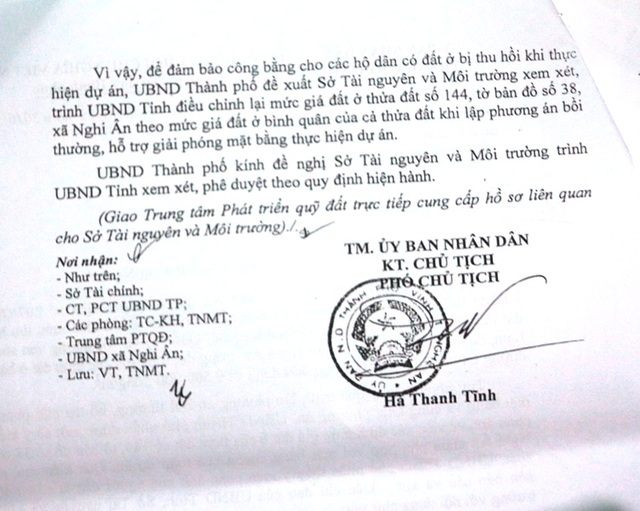 Vì vậy, để đảm bảo công bằng cho các hộ dân có đất ở bị thu hồi khi thực
hiện dự án, UBND Thành phố đề xuất Sở Tài nguyên và Môi trường xem xét,
trình UBND Tỉnh điều chỉnh lại mức giá đất ở thửa đất số 144, tờ bản đồ số 38,
xã Nghi Ân theo mức giá đất ở bình quân của cả thửa đất khi lập phương án bồi
thường, hỗ trợ giải phóng mặt bằng thực hiện dự án.
UBND Thành phố kính đề nghị Sở Tài nguyên và Môi trường trình
UBND Tỉnh xem xét, phê duyệt theo quy định hiện hành.
(Giao Trung tâm Phát triển quỹ đất trực tiếp cung cấp hồ sơ liên quan
cho Sở Tài nguyên và Môi trường)./.
Nơi nhận:
- Như trên;
- Sở Tài chính;
- CT, PCT UBND TP;
- Các phòng: TC-KH, TNMT;
- Trung tâm PTQĐ;
- UBND xã Nghi Ân;
- Lưu: VT, TNMT.
TM. ỦY BAN NHÂN DÂN
KT. CHỦ TỊCH
PHÓ CHỦ TỊCH
Hà Thanh Tĩnh